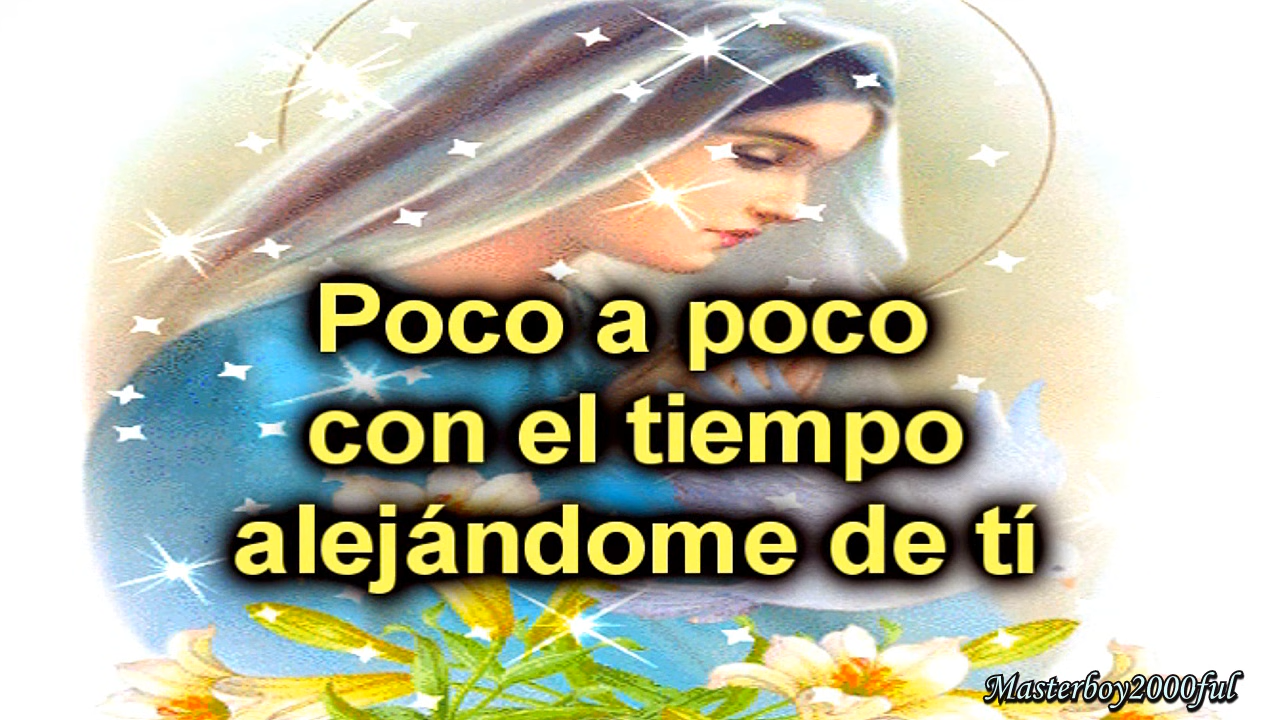 Poco a poco
con el tiempo
alejándome de tí
Masterboy2000ful